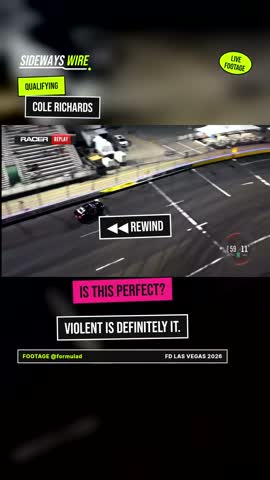 SIDEWAYS WIRE.
LIVE
FOOTAGE
QUALIFYING
COLE RICHARDS
RACER REPLAY
◀◀ REWIND
59 11°
IS THIS PERFECT?
VIOLENT IS DEFINITELY IT.
FOOTAGE @formulad FD LAS VEGAS 2026